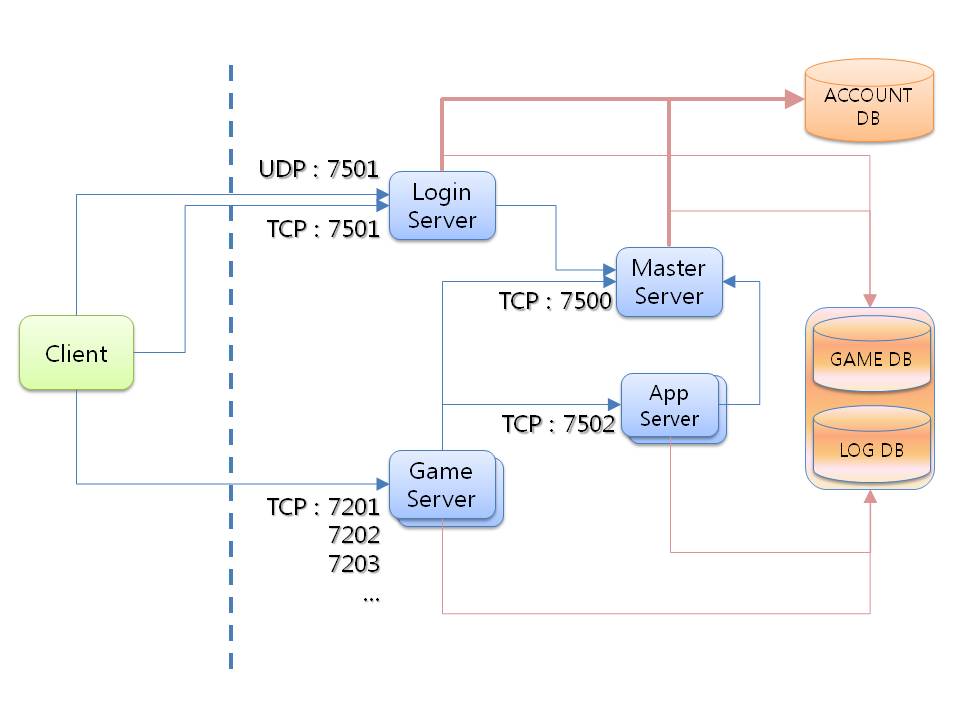 ACCOUNT
DB
UDP : 7501
Login
Server
TCP : 7501
Master
Server
TCP : 7500
Client
GAME DB
App
Server
TCP : 7502
LOG DB
Game
Server
TCP : 7201
7202
7203
...